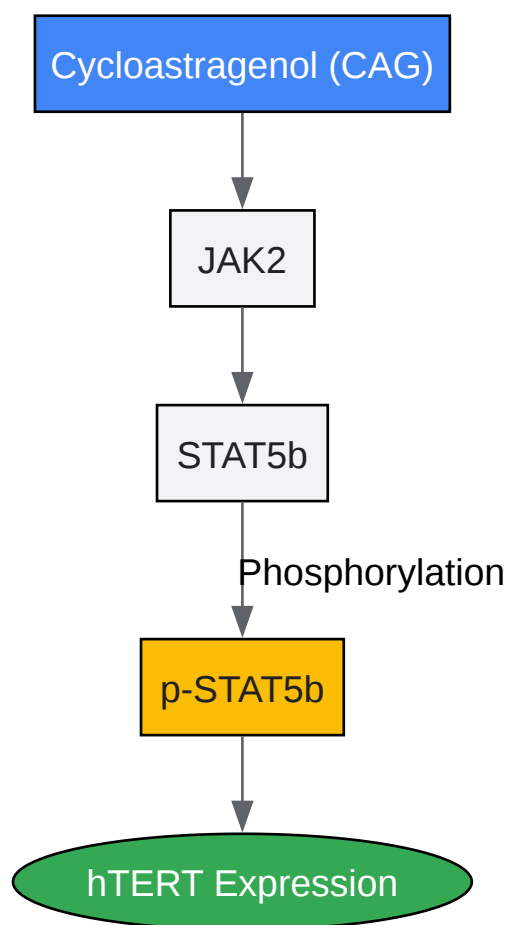 Cycloastragenol (CAG)
JAK2
STAT5b
Phosphorylation
p-STAT5b
hTERT Expression